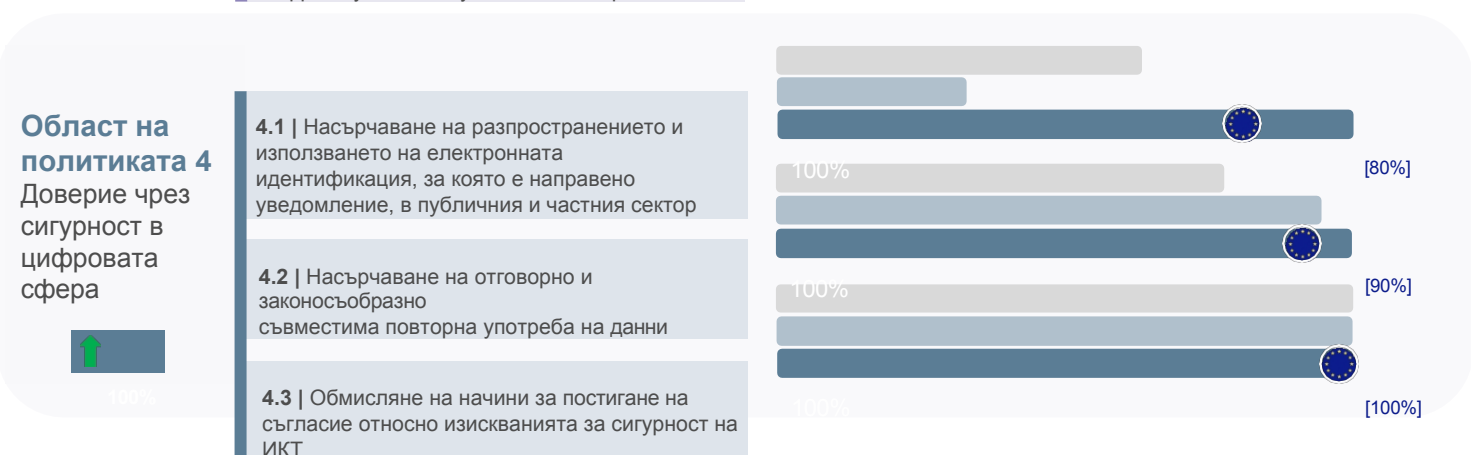 Област на
политиката 4
Доверие чрез
сигурност в
цифровата
сфера
100%
4.1 | Насърчаване на разпространението и
използването на електронната
идентификация, за която е направено
уведомление, в публичния и частния сектор
100%
[80%]
4.2 | Насърчаване на отговорно и
законосъобразно
съвместима повторна употреба на данни
100%
[90%]
4.3 | Обмисляне на начини за постигане на
съгласие относно изискванията за сигурност на
ИКТ
100%
[100%]